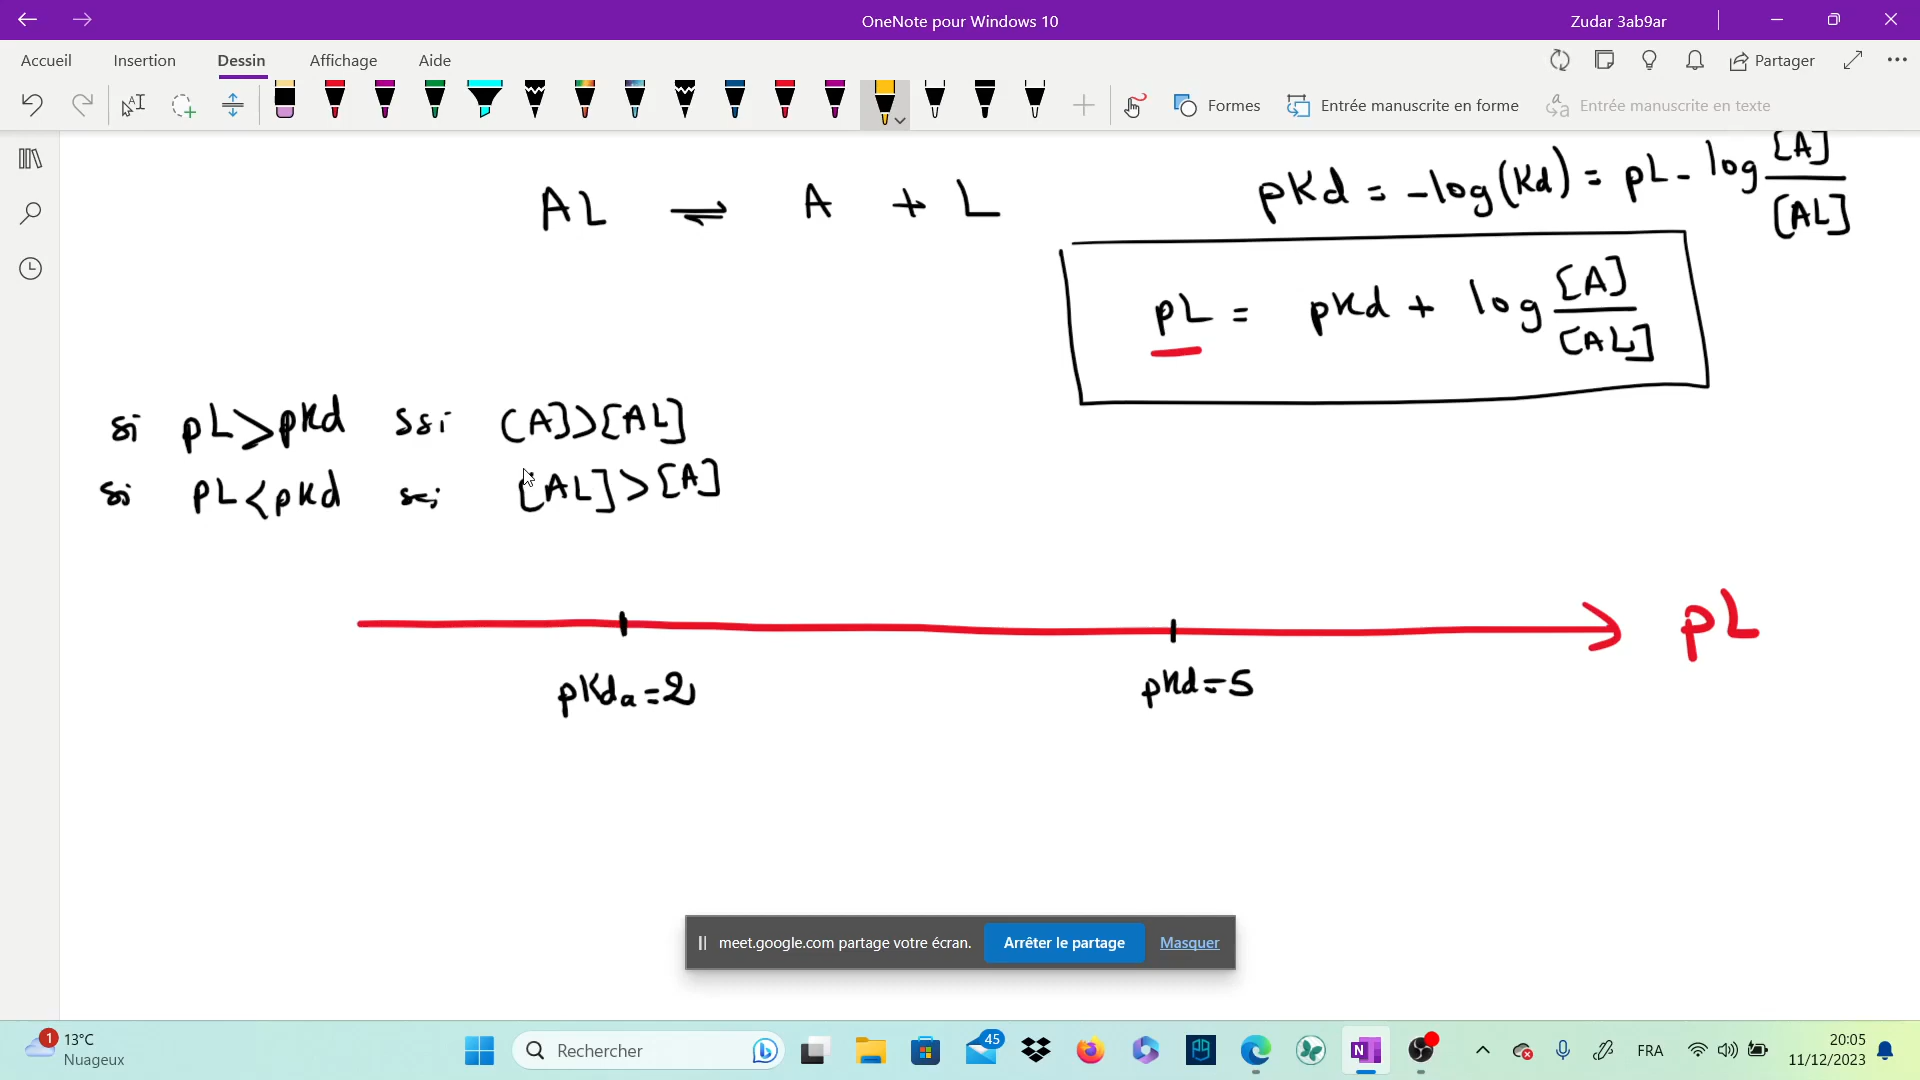 OneNote pour Windows 10
Zudar 3ab9ar
Accueil Insertion Dessin Affichage Aide
Partager
Formes Entrée manuscrite en forme Entrée manuscrite en texte
AL ⇌ A + L
pKd = -log(Kd) = pL - log [A]/[AL]
pL = pKd + log [A]/[AL]
si pL>pKd ssi [A]>[AL]
si pL<pKd ssi [AL]>[A]
pL
pKda=2
pKd=5
meet.google.com partage votre écran. Arrêter le partage Masquer
1
13°C
Nuageux
Rechercher
45
FRA
20:05
11/12/2023